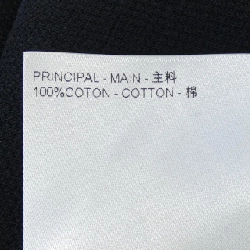 PRINCIPAL - MAIN - 主料
100%COTON - COTTON - 棉